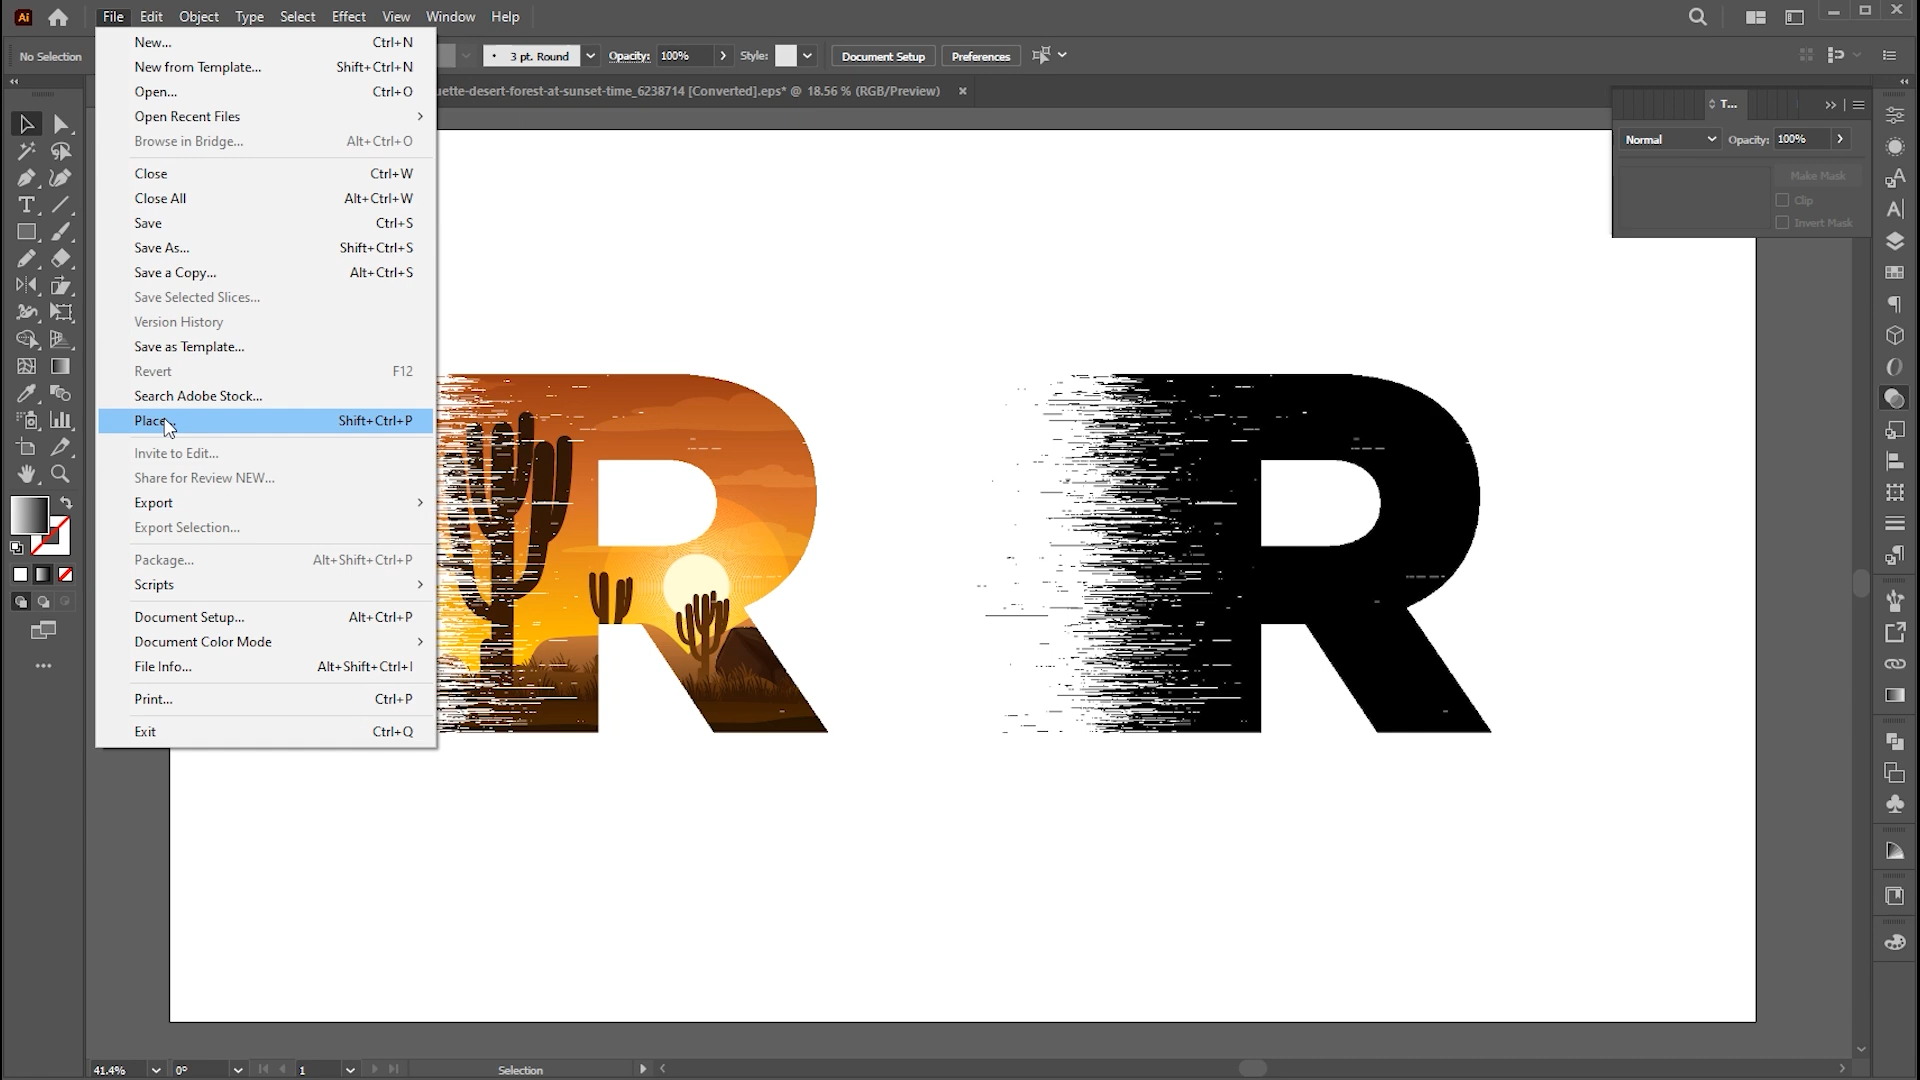 Ai File Edit Object Type Select Effect View Window Help
No Selection
3 pt. Round Opacity: 100% Style: Document Setup Preferences
uette-desert-forest-at-sunset-time_6238714 [Converted].eps* @ 18.56 % (RGB/Preview)
New... Ctrl+N
New from Template... Shift+Ctrl+N
Open... Ctrl+O
Open Recent Files
Browse in Bridge... Alt+Ctrl+O
Close Ctrl+W
Close All Alt+Ctrl+W
Save Ctrl+S
Save As... Shift+Ctrl+S
Save a Copy... Alt+Ctrl+S
Save Selected Slices...
Version History
Save as Template...
Revert F12
Search Adobe Stock...
Place... Shift+Ctrl+P
Invite to Edit...
Share for Review NEW...
Export
Export Selection...
Package... Alt+Shift+Ctrl+P
Scripts
Document Setup... Alt+Ctrl+P
Document Color Mode
File Info... Alt+Shift+Ctrl+I
Print... Ctrl+P
Exit Ctrl+Q
R R
T...
Normal Opacity: 100%
Make Mask
Clip
Invert Mask
41.4% 0° 1 Selection